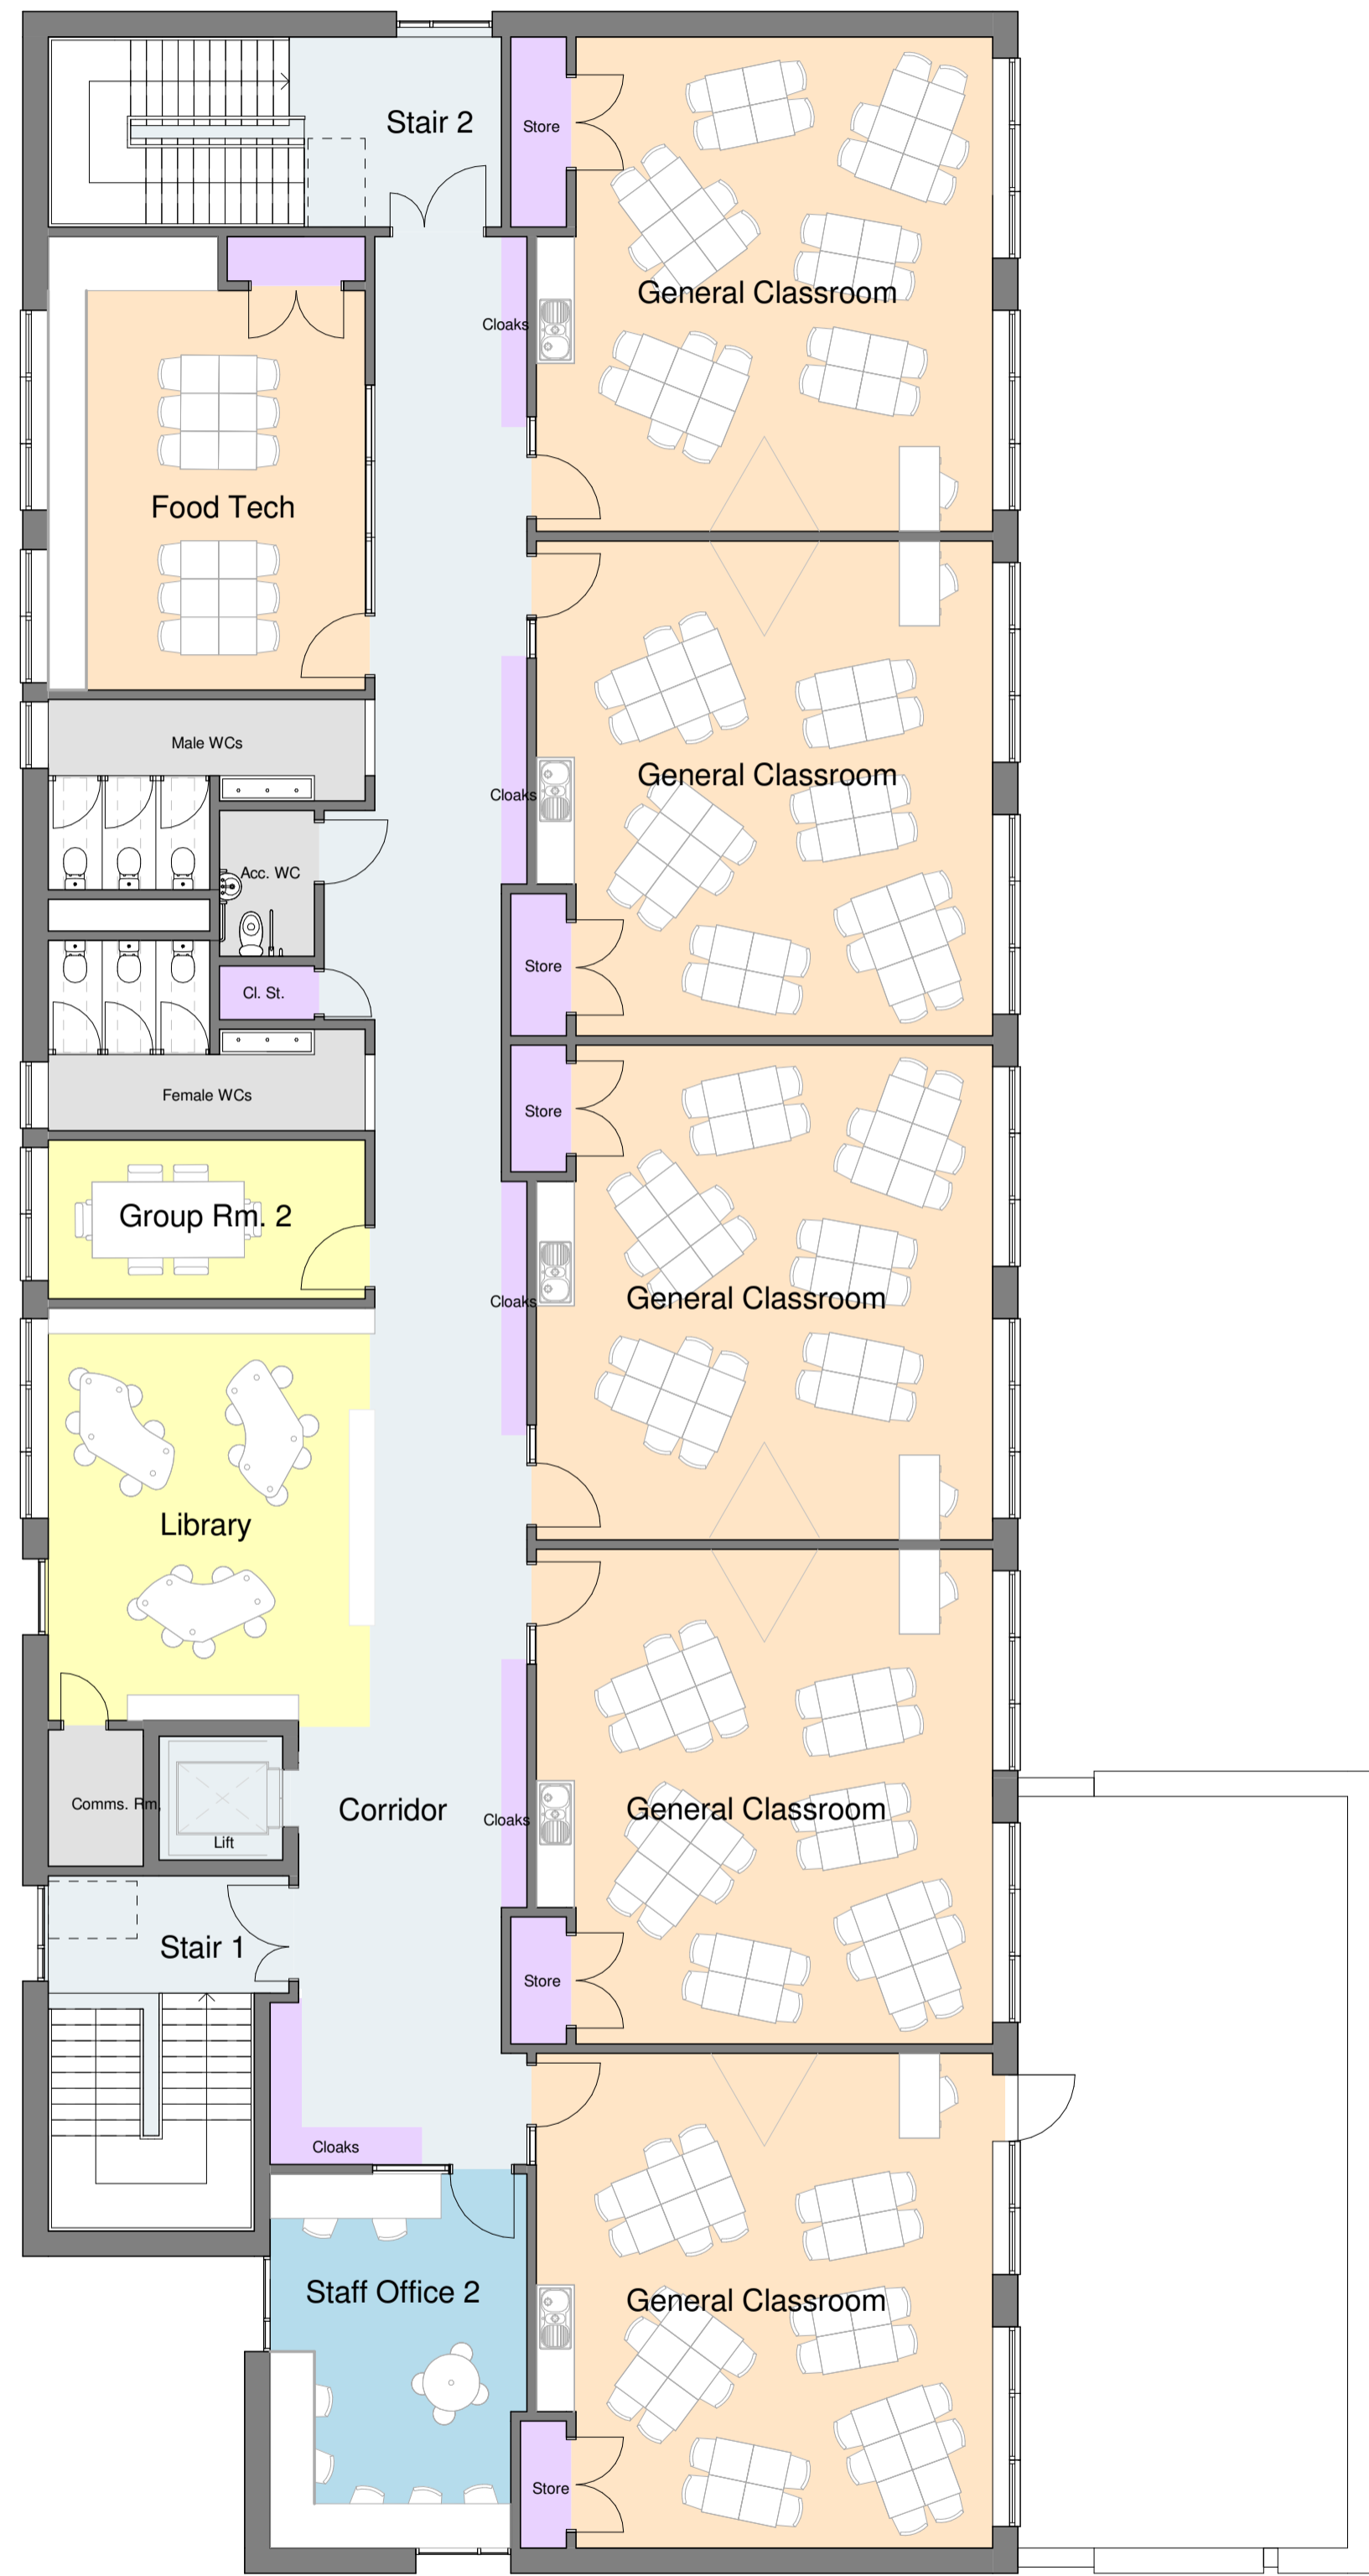 Stair 2
Store
General Classroom
Cloaks
Food Tech
Male WCs
General Classroom
Cloaks
Acc. WC
Store
Cl. St.
Female WCs
Store
Group Rm. 2
General Classroom
Cloaks
Library
Comms. Rm,
Lift
Corridor
Cloaks
General Classroom
Stair 1
Store
Cloaks
Staff Office 2
General Classroom
Store